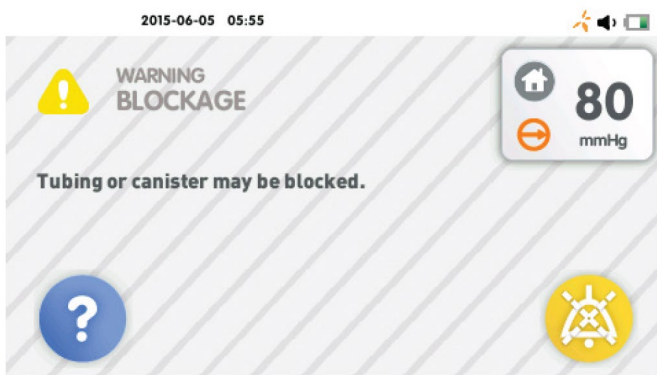 2015-06-05 05:55
WARNING
BLOCKAGE
80
mmHg
Tubing or canister may be blocked.
?